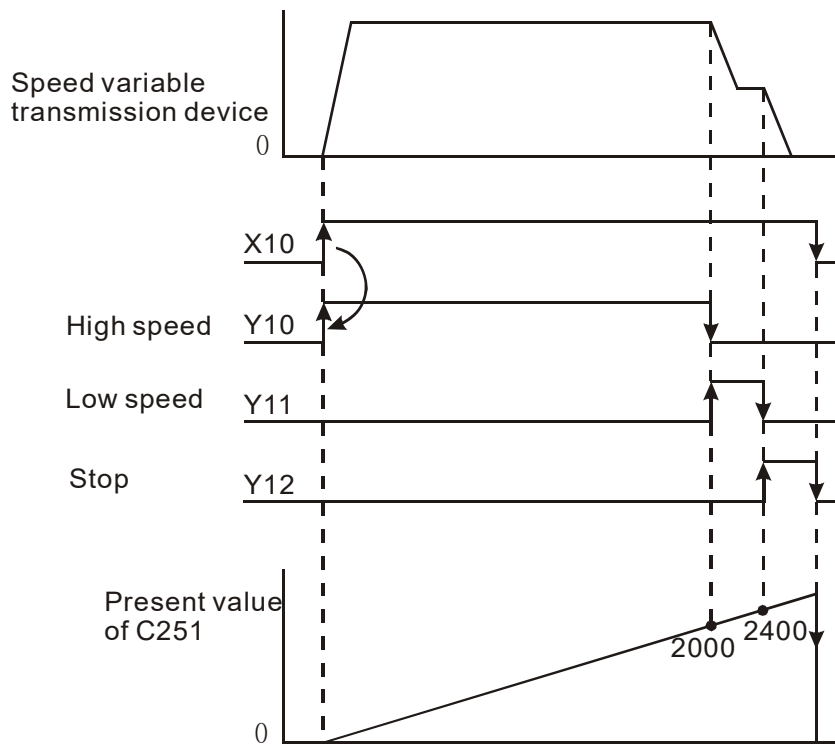 Speed variable
transmission device
0
X10
High speed Y10
Low speed Y11
Stop Y12
Present value
of C251
2000 2400
0